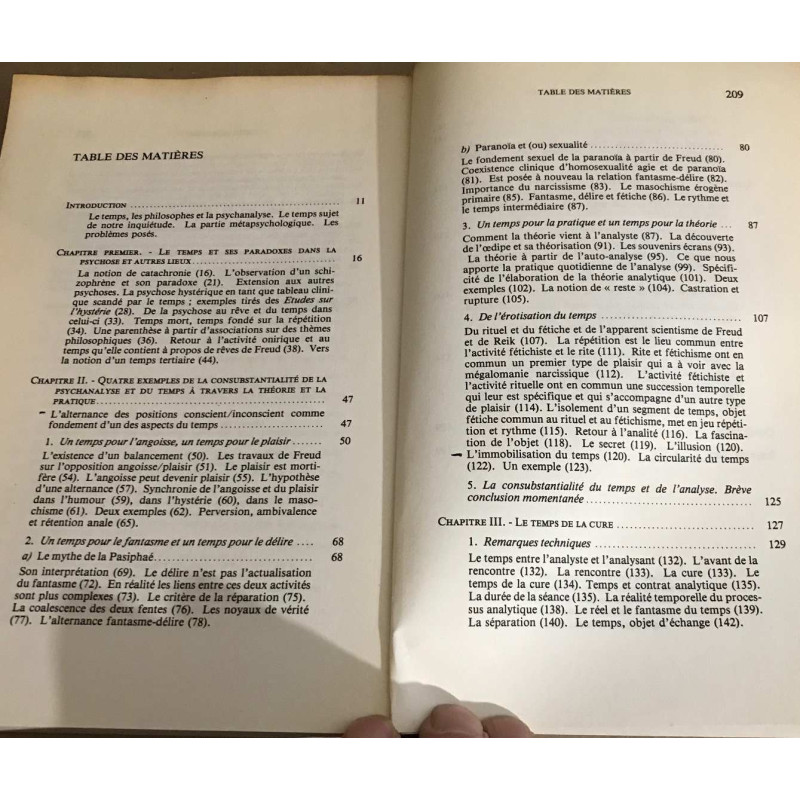 TABLE DES MATIÈRES
INTRODUCTION ........................................ 11
Le temps, les philosophes et la psychanalyse. Le temps sujet
de notre inquiétude. La partie métapsychologique. Les
problèmes posés.
CHAPITRE PREMIER. - LE TEMPS ET SES PARADOXES DANS LA
PSYCHOSE ET AUTRES LIEUX ........................... 16
La notion de catachronie (16). L'observation d'un schi-
zophrène et son paradoxe (21). Extension aux autres
psychoses. La psychose hystérique en tant que tableau clini-
que scandé par le temps ; exemples tirés des Etudes sur
l'hystérie (28). De la psychose au rêve et du temps dans
celui-ci (33). Temps mort, temps fondé sur la répétition
(34). Une parenthèse à partir d'associations sur des thèmes
philosophiques (36). Retour à l'activité onirique et au
temps qu'elle contient à propos de rêves de Freud (38). Vers
la notion d'un temps tertiaire (44).
CHAPITRE II. - QUATRE EXEMPLES DE LA CONSUBSTANTIALITÉ DE LA
PSYCHANALYSE ET DU TEMPS À TRAVERS LA THÉORIE ET LA
PRATIQUE ........................................ 47
L'alternance des positions conscient/inconscient comme
fondement d'un des aspects du temps ................ 47
1. Un temps pour l'angoisse, un temps pour le plaisir ....... 50
L'existence d'un balancement (50). Les travaux de Freud
sur l'opposition angoisse/plaisir (51). Le plaisir est morti-
fère (54). L'angoisse peut devenir plaisir (55). L'hypothèse
d'une alternance (57). Synchronie de l'angoisse et du plaisir
dans l'humour (59), dans l'hystérie (60), dans le maso-
chisme (61). Deux exemples (62). Perversion, ambivalence
et rétention anale (65).
2. Un temps pour le fantasme et un temps pour le délire .... 68
a) Le mythe de la Pasiphaé ........................ 68
Son interprétation (69). Le délire n'est pas l'actualisation
du fantasme (72). En réalité les liens entre ces deux activités
sont plus complexes (73). Le critère de la réparation (75).
La coalescence des deux fentes (76). Les noyaux de vérité
(77). L'alternance fantasme-délire (78).
TABLE DES MATIÈRES 209
b) Paranoïa et (ou) sexualité ........................ 80
Le fondement sexuel de la paranoïa à partir de Freud (80).
Coexistence clinique d'homosexualité agie et de paranoïa
(81). Est posée à nouveau la relation fantasme-délire (82).
Importance du narcissisme (83). Le masochisme érogène
primaire (85). Fantasme, délire et fétiche (86). Le rythme et
le temps intermédiaire (87).
3. Un temps pour la pratique et un temps pour la théorie ... 87
Comment la théorie vient à l'analyste (87). La découverte
de l'œdipe et sa théorisation (91). Les souvenirs écrans (93).
La théorie à partir de l'auto-analyse (95). Ce que nous
apporte la pratique quotidienne de l'analyse (99). Spécifi-
cité de l'élaboration de la théorie analytique (101). Deux
exemples (102). La notion de « reste » (104). Castration et
rupture (105).
4. De l'érotisation du temps ........................ 107
Du rituel et du fétiche et de l'apparent scientisme de Freud
et de Reik (107). La répétition est le lieu commun entre
l'activité fétichiste et le rite (111). Rite et fétichisme ont en
commun un premier type de plaisir qui a à voir avec la
mégalomanie narcissique (112). L'activité fétichiste et
l'activité rituelle ont en commun une succession temporelle
qui leur est spécifique et qui s'accompagne d'un autre type
de plaisir (114). L'isolement d'un segment de temps, objet
fétiche commun au rituel et au fétichisme, met en jeu répéti-
tion et rythme (115). Retour à l'analité (116). La fascina-
tion de l'objet (118). Le secret (119). L'illusion (120).
L'immobilisation du temps (120). La circularité du temps
(122). Un exemple (123).
5. La consubstantialité du temps et de l'analyse. Brève
conclusion momentanée ........................ 125
CHAPITRE III. - LE TEMPS DE LA CURE ........................ 127
1. Remarques techniques ........................ 129
Le temps entre l'analyste et l'analysant (132). L'avant de la
rencontre (132). La rencontre (133). La cure (133). Le
temps de la cure (134). Temps et contrat analytique (135).
La durée de la séance (135). La réalité temporelle du proces-
sus analytique (138). Le réel et le fantasme du temps (139).
La séparation (140). Le temps, objet d'échange (142).